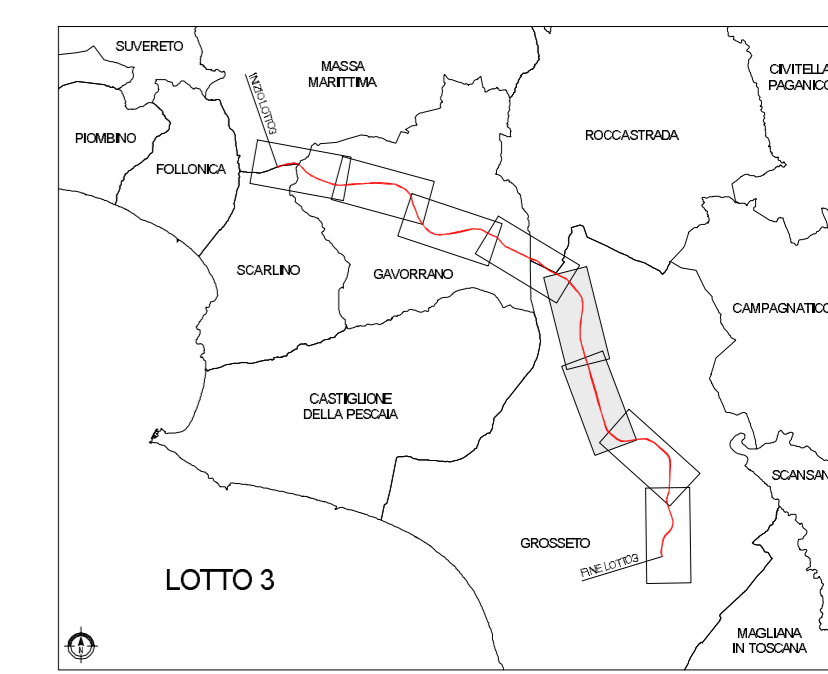 SUVERETO
MASSA
MARITTIMA
CIVITELLA
PAGANICO
INIZIO LOTTO3
PIOMBINO
FOLLONICA
ROCCASTRADA
SCARLINO
GAVORRANO
CAMPAGNATICO
CASTIGLIONE
DELLA PESCAIA
SCANSAN
GROSSETO
FINE LOTTO3
LOTTO 3
MAGLIANA
IN TOSCANA
N